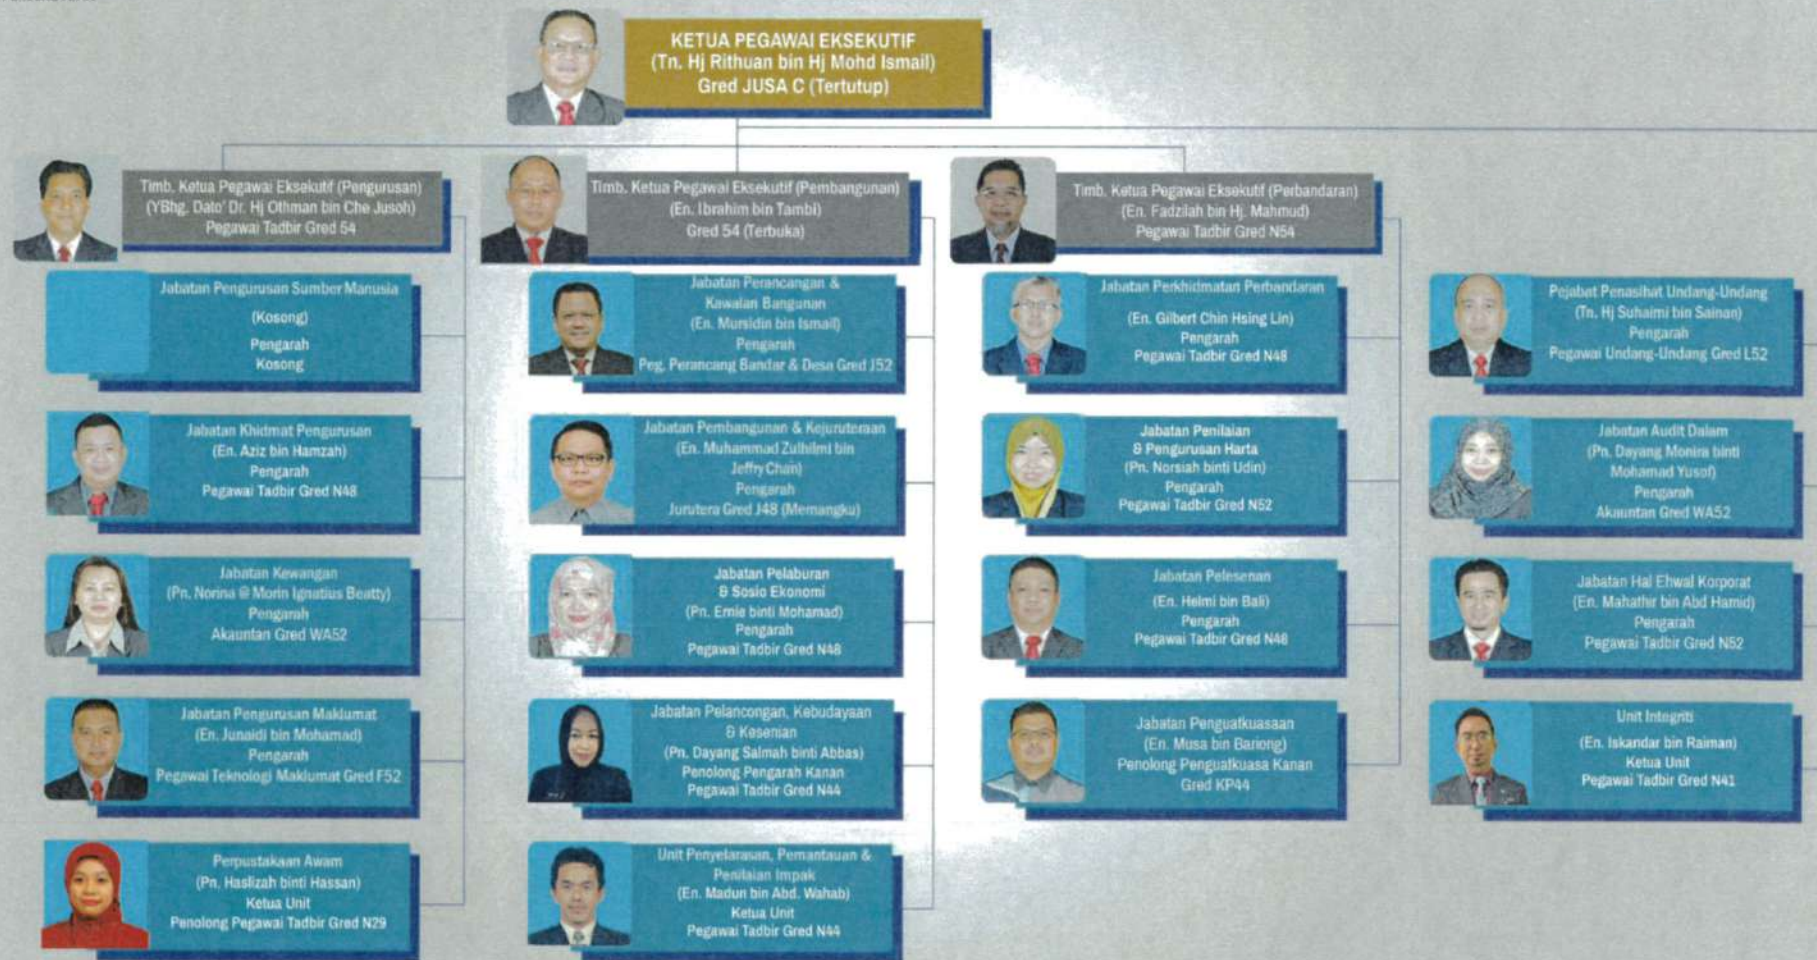 KETUA PEGAWAI EKSEKUTIF
(Tn. Hj Rithuan bin Hj Mohd Ismail)
Gred JUSA C (Tertutup)
Timb. Ketua Pegawai Eksekutif (Pengurusan)
(YBhg. Dato' Dr. Hj Othman bin Che Jusoh)
Pegawai Tadbir Gred 54
Timb. Ketua Pegawai Eksekutif (Pembangunan)
(En. Ibrahim bin Tambi)
Gred 54 (Terbuka)
Timb. Ketua Pegawai Eksekutif (Perbandaran)
(En. Fadzilah bin Hj. Mahmud)
Pegawai Tadbir Gred N54
Jabatan Pengurusan Sumber Manusia
(Kosong)
Pengarah
Kosong
Jabatan Perancangan &
Kawalan Bangunan
(En. Mursidin bin Ismail)
Pengarah
Peg. Perancang Bandar & Desa Gred J52
Jabatan Perkhidmatan Perbandaran
(En. Gilbert Chin Hsing Lin)
Pengarah
Pegawai Tadbir Gred N48
Pejabat Penasihat Undang-Undang
(Tn. Hj Suhaimi bin Sainan)
Pengarah
Pegawai Undang-Undang Gred L52
Jabatan Khidmat Pengurusan
(En. Aziz bin Hamzah)
Pengarah
Pegawai Tadbir Gred N48
Jabatan Pembangunan & Kejuruteraan
(En. Muhammad Zulhilmi bin
Jeffry Chan)
Pengarah
Jurutera Gred J48 (Memangku)
Jabatan Penilaian
& Pengurusan Harta
(Pn. Norsiah binti Udin)
Pengarah
Pegawai Tadbir Gred N52
Jabatan Audit Dalam
(Pn. Dayang Monira binti
Mohamad Yusof)
Pengarah
Akauntan Gred WA52
Jabatan Kewangan
(Pn. Norina @ Morin Ignatius Beatty)
Pengarah
Akauntan Gred WA52
Jabatan Pelaburan
& Sosio Ekonomi
(Pn. Ernie binti Mohamad)
Pengarah
Pegawai Tadbir Gred N48
Jabatan Pelesenan
(En. Helmi bin Bali)
Pengarah
Pegawai Tadbir Gred N48
Jabatan Hal Ehwal Korporat
(En. Mahathir bin Abd Hamid)
Pengarah
Pegawai Tadbir Gred N52
Jabatan Pengurusan Maklumat
(En. Junaidi bin Mohamad)
Pengarah
Pegawai Teknologi Maklumat Gred F52
Jabatan Pelancongan, Kebudayaan
& Kesenian
(Pn. Dayang Salmah binti Abbas)
Penolong Pengarah Kanan
Pegawai Tadbir Gred N44
Jabatan Penguatkuasaan
(En. Musa bin Bariong)
Penolong Penguatkuasa Kanan
Gred KP44
Unit Integriti
(En. Iskandar bin Raiman)
Ketua Unit
Pegawai Tadbir Gred N41
Perpustakaan Awam
(Pn. Haslizah binti Hassan)
Ketua Unit
Penolong Pegawai Tadbir Gred N29
Unit Penyelarasan, Pemantauan &
Penilaian Impak
(En. Madun bin Abd. Wahab)
Ketua Unit
Pegawai Tadbir Gred N44